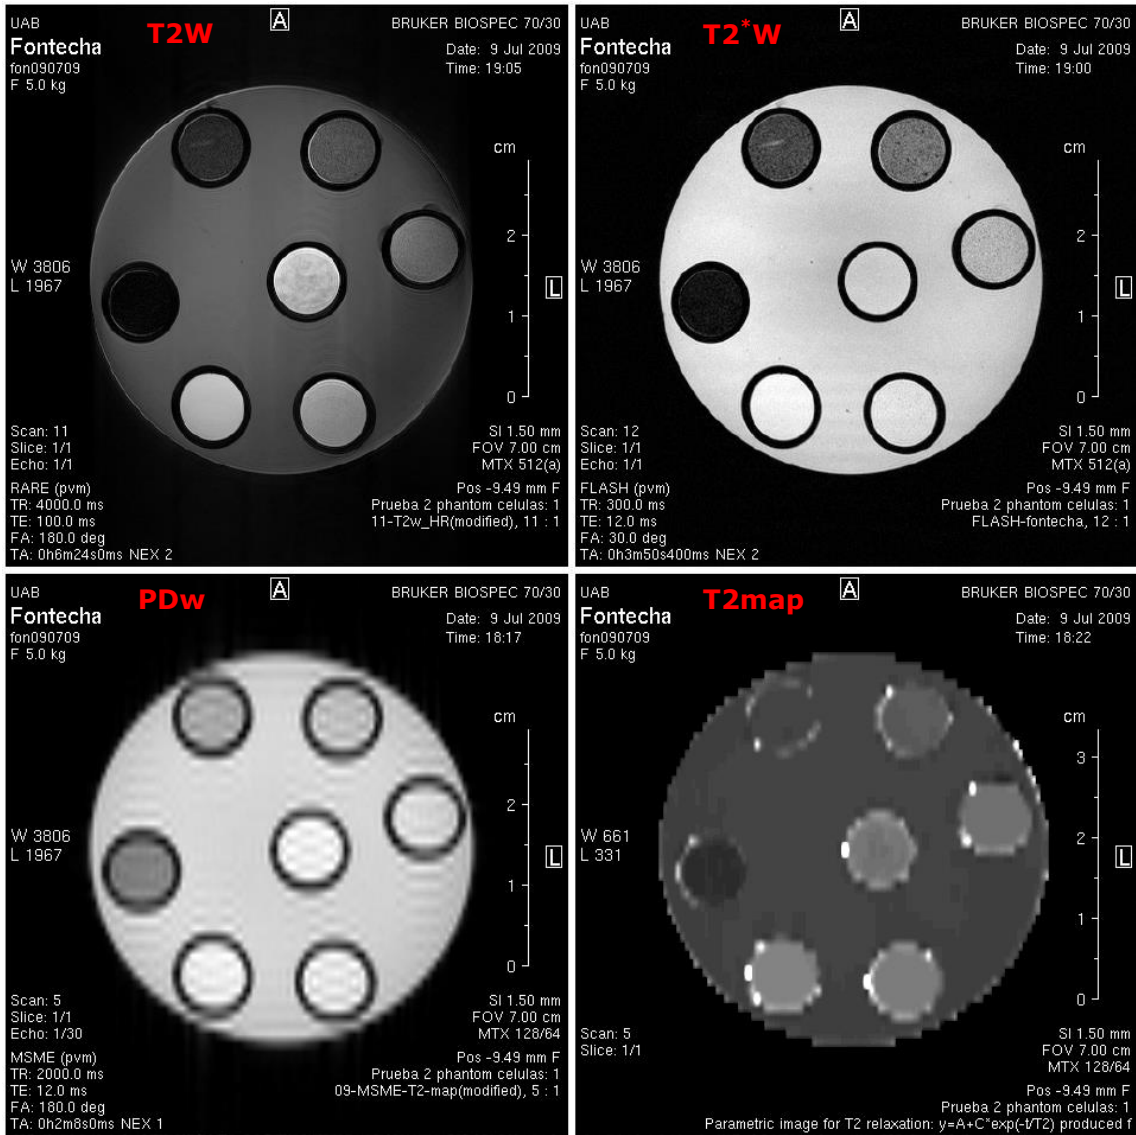 UAB
A
BRUKER BIOSPEC 70/30
Fontecha
T2W
Date: 9 Jul 2009
fon090709
Time: 19:05
F 5.0 kg
cm
2
W 3806
L 1967
L
1
0
Scan: 11
Slice: 1/1
Echo: 1/1
SI 1.50 mm
FOV 7.00 cm
MTX 512(a)
RARE (pvm)
TR: 4000.0 ms
TE: 100.0 ms
FA: 180.0 deg
TA: 0h6m24s0ms NEX 2
Pos -9.49 mm F
Prueba 2 phantom celulas: 1
11-T2w_HR(modified), 11 : 1
UAB
A
BRUKER BIOSPEC 70/30
Fontecha
T2*W
Date: 9 Jul 2009
fon090709
Time: 19:00
F 5.0 kg
cm
2
W 3806
L 1967
L
1
0
Scan: 12
Slice: 1/1
Echo: 1/1
SI 1.50 mm
FOV 7.00 cm
MTX 512(a)
FLASH (pvm)
TR: 300.0 ms
TE: 12.0 ms
FA: 30.0 deg
TA: 0h3m50s400ms NEX 2
Pos -9.49 mm F
Prueba 2 phantom celulas: 1
FLASH-fontecha, 12 : 1
UAB
A
BRUKER BIOSPEC 70/30
Fontecha
PDw
Date: 9 Jul 2009
fon090709
Time: 18:17
F 5.0 kg
cm
2
W 3806
L 1967
L
1
0
Scan: 5
Slice: 1/1
Echo: 1/30
SI 1.50 mm
FOV 7.00 cm
MTX 128/64
MSME (pvm)
TR: 2000.0 ms
TE: 12.0 ms
FA: 180.0 deg
TA: 0h2m8s0ms NEX 1
Pos -9.49 mm F
Prueba 2 phantom celulas: 1
09-MSME-T2-map(modified), 5 : 1
UAB
A
BRUKER BIOSPEC 70/30
Fontecha
T2map
Date: 9 Jul 2009
fon090709
Time: 18:22
F 5.0 kg
cm
3
2
W 661
L 331
L
1
0
Scan: 5
Slice: 1/1
SI 1.50 mm
FOV 7.00 cm
MTX 128/64
Pos -9.49 mm F
Prueba 2 phantom celulas: 1
Parametric image for T2 relaxation: y=A+C*exp(-t/T2) produced f